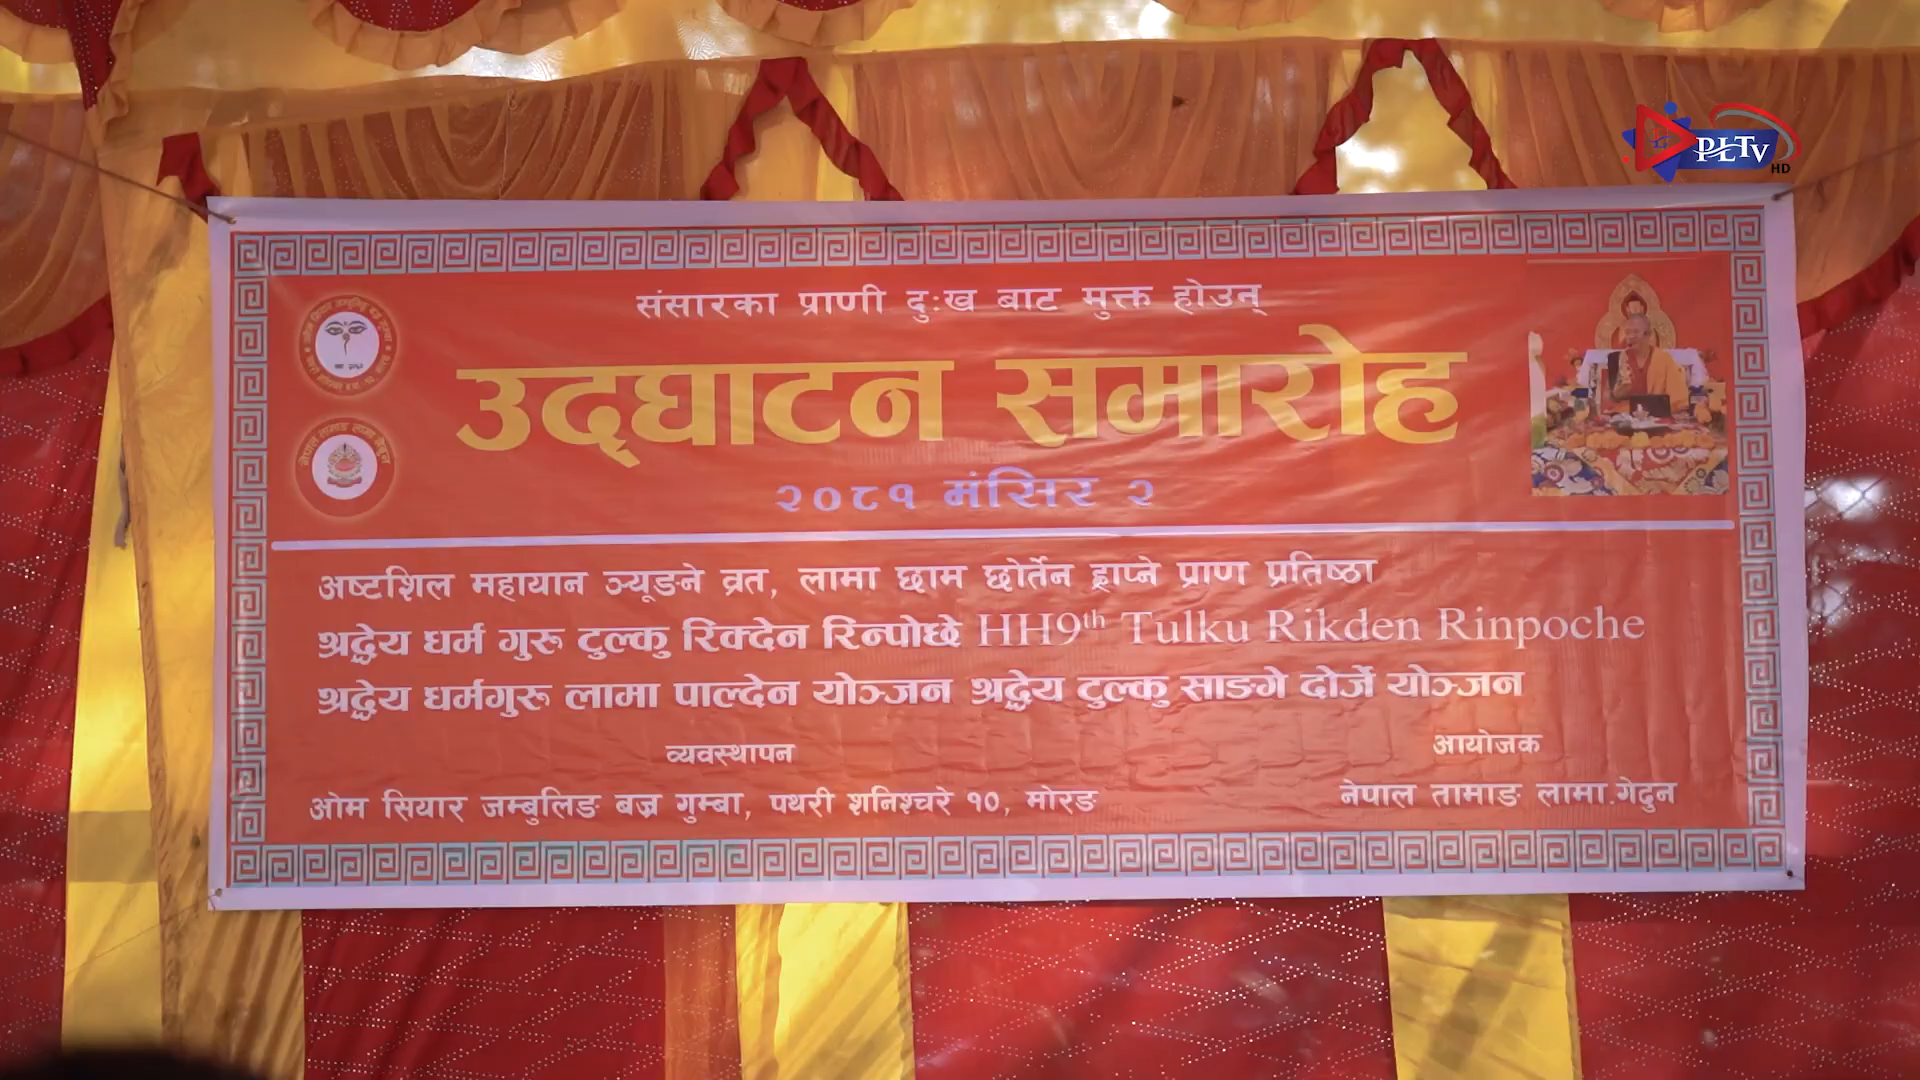 PLTv
HD
संसारका प्राणी दुःख बाट मुक्त होउन्
उद्घाटन समारोह
२०८१ मंसिर २
अष्टशिल महायान ञ्यूङने व्रत, लामा छाम छोर्तेन ह्राप्ने प्राण प्रतिष्ठा
श्रद्धेय धर्म गुरू टुल्कु रिक्देन रिन्पोछे HH9th Tulku Rikden Rinpoche
श्रद्धेय धर्मगुरू लामा पाल्देन योञ्जन श्रद्धेय टुल्कु साङगे दोर्जे योञ्जन
व्यवस्थापन
आयोजक
ओम सियार जम्बुलिङ बज्र गुम्बा, पथरी शनिश्चरे १०, मोरङ
नेपाल तामाङ लामा गेदुन